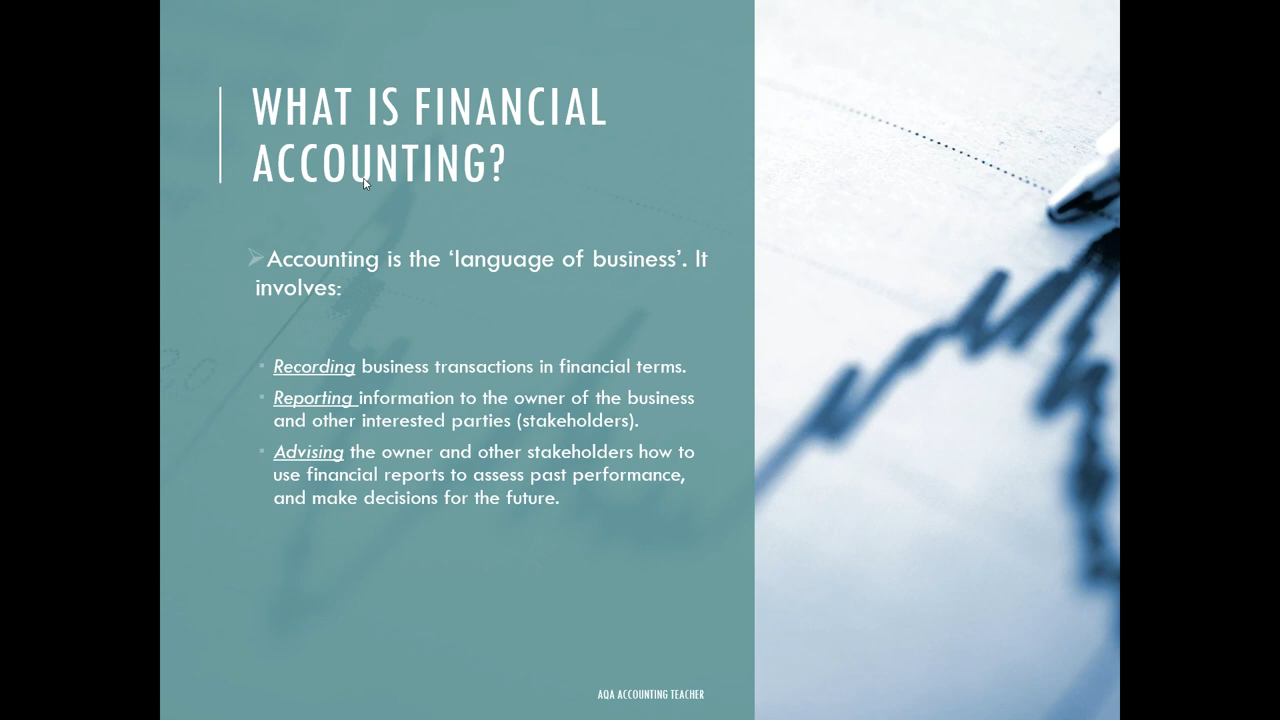 WHAT IS FINANCIAL
ACCOUNTING?
Accounting is the ‘language of business’. It
involves:
Recording business transactions in financial terms.
Reporting information to the owner of the business
and other interested parties (stakeholders).
Advising the owner and other stakeholders how to
use financial reports to assess past performance,
and make decisions for the future.
AQA ACCOUNTING TEACHER